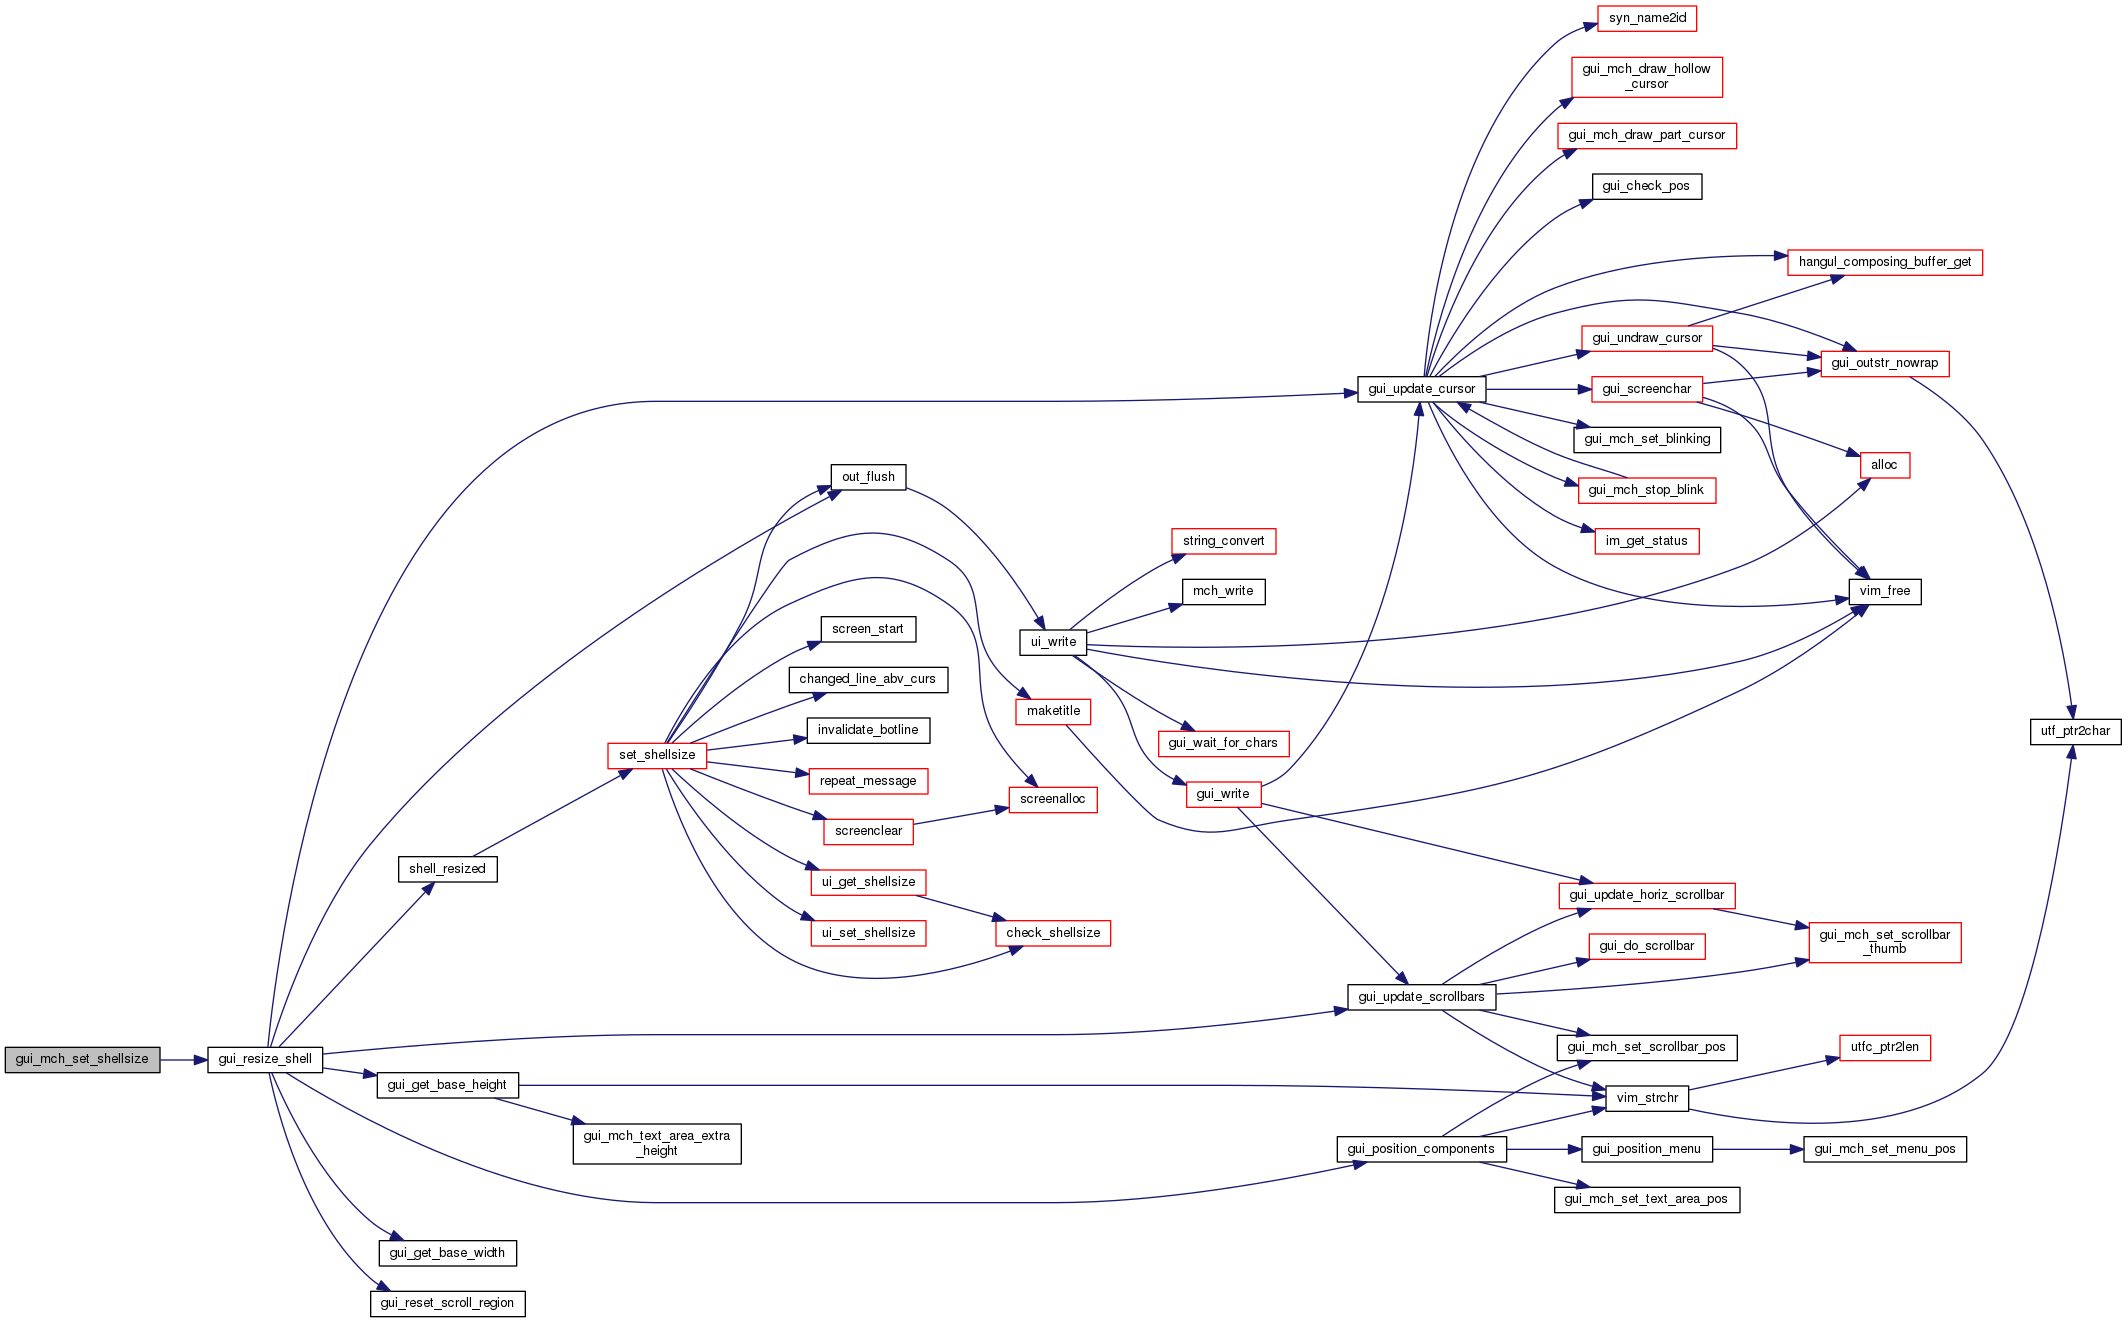 syn_name2id
gui_mch_draw_hollow
_cursor
gui_mch_draw_part_cursor
gui_check_pos
hangul_composing_buffer_get
gui_undraw_cursor
gui_outstr_nowrap
gui_update_cursor
gui_screenchar
gui_mch_set_blinking
alloc
out_flush
gui_mch_stop_blink
string_convert
im_get_status
mch_write
vim_free
screen_start
ui_write
changed_line_abv_curs
maketitle
invalidate_botline
utf_ptr2char
gui_wait_for_chars
set_shellsize
repeat_message
gui_write
screenalloc
screenclear
shell_resized
ui_get_shellsize
gui_update_horiz_scrollbar
ui_set_shellsize
check_shellsize
gui_do_scrollbar
gui_mch_set_scrollbar
_thumb
gui_update_scrollbars
gui_mch_set_scrollbar_pos
utfc_ptr2len
gui_mch_set_shellsize
gui_resize_shell
gui_get_base_height
vim_strchr
gui_mch_text_area_extra
_height
gui_position_components
gui_position_menu
gui_mch_set_menu_pos
gui_mch_set_text_area_pos
gui_get_base_width
gui_reset_scroll_region